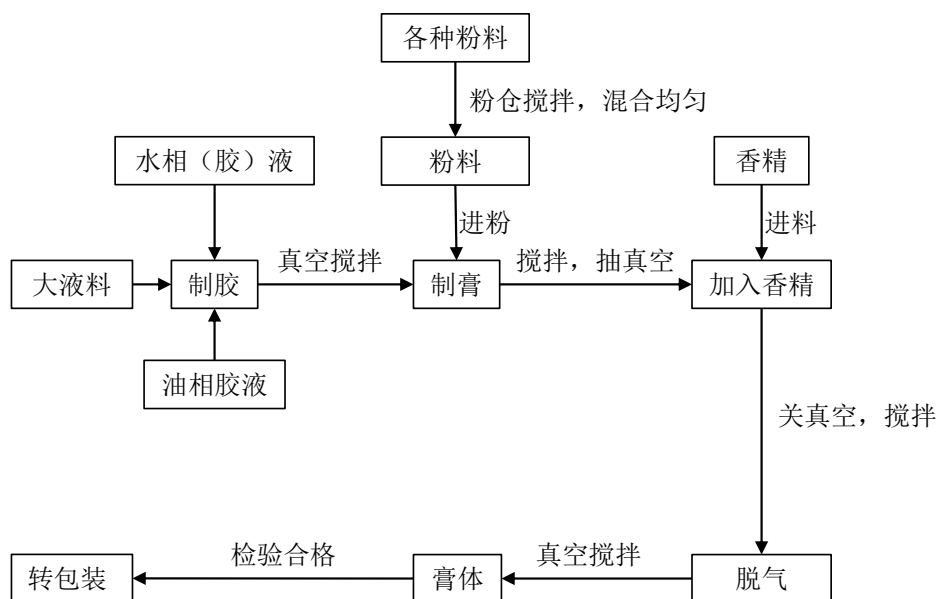 各种粉料
粉仓搅拌，混合均匀
水相（胶）液
粉料
香精
进粉
进料
真空搅拌
搅拌，抽真空
大液料
制胶
制膏
加入香精
油相胶液
关真空，搅拌
检验合格
真空搅拌
转包装
膏体
脱气